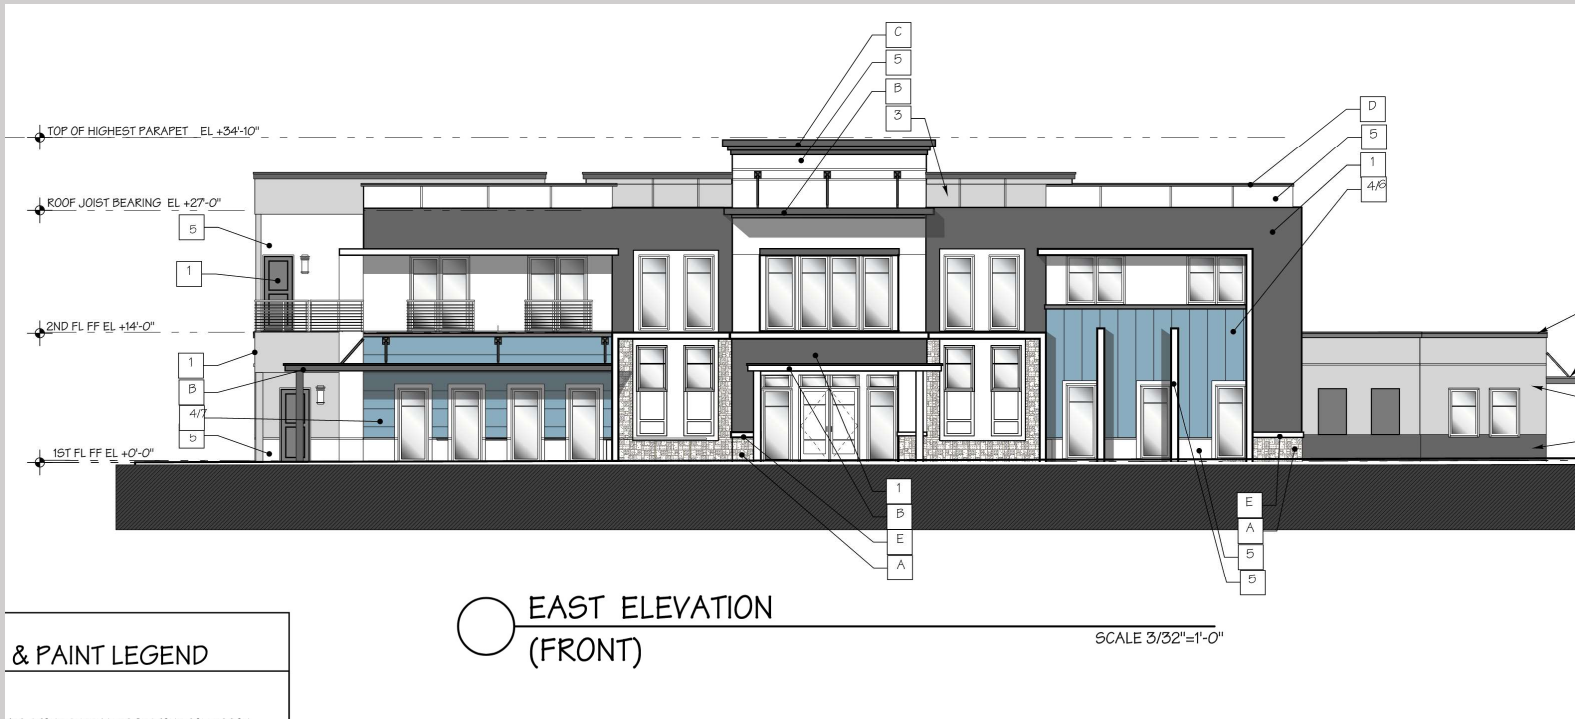 C
5
B
3
D
5
1
4/6
TOP OF HIGHEST PARAPET EL +34'-10"
ROOF JOIST BEARING EL +27'-0"
5
1
2ND FL FF EL +14'-0"
1
B
4/7
5
1ST FL FF EL +0'-0"
1
B
E
A
E
A
5
5
EAST ELEVATION
(FRONT)
SCALE 3/32"=1'-0"
& PAINT LEGEND